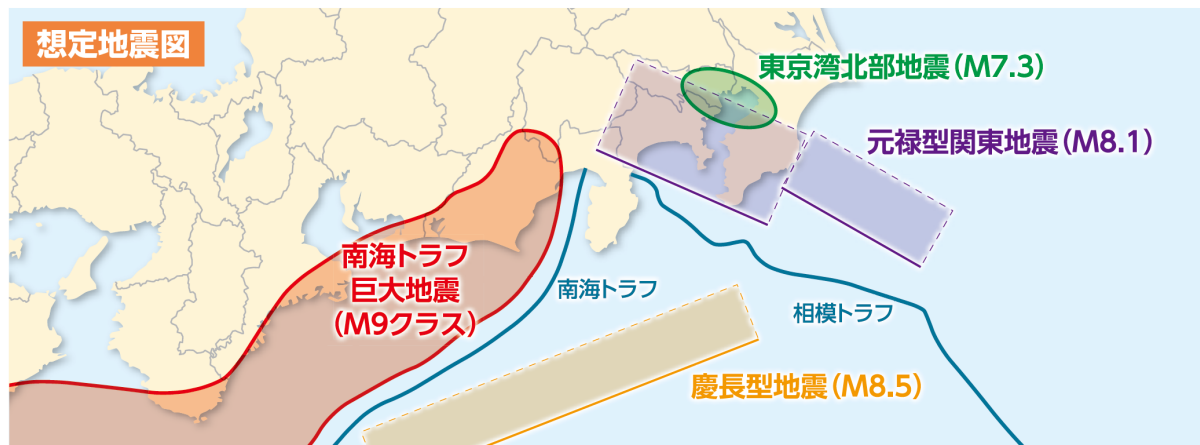 想定地震図
東京湾北部地震(M7.3)
元禄型関東地震(M8.1)
南海トラフ
巨大地震
(M9クラス)
南海トラフ
相模トラフ
慶長型地震(M8.5)